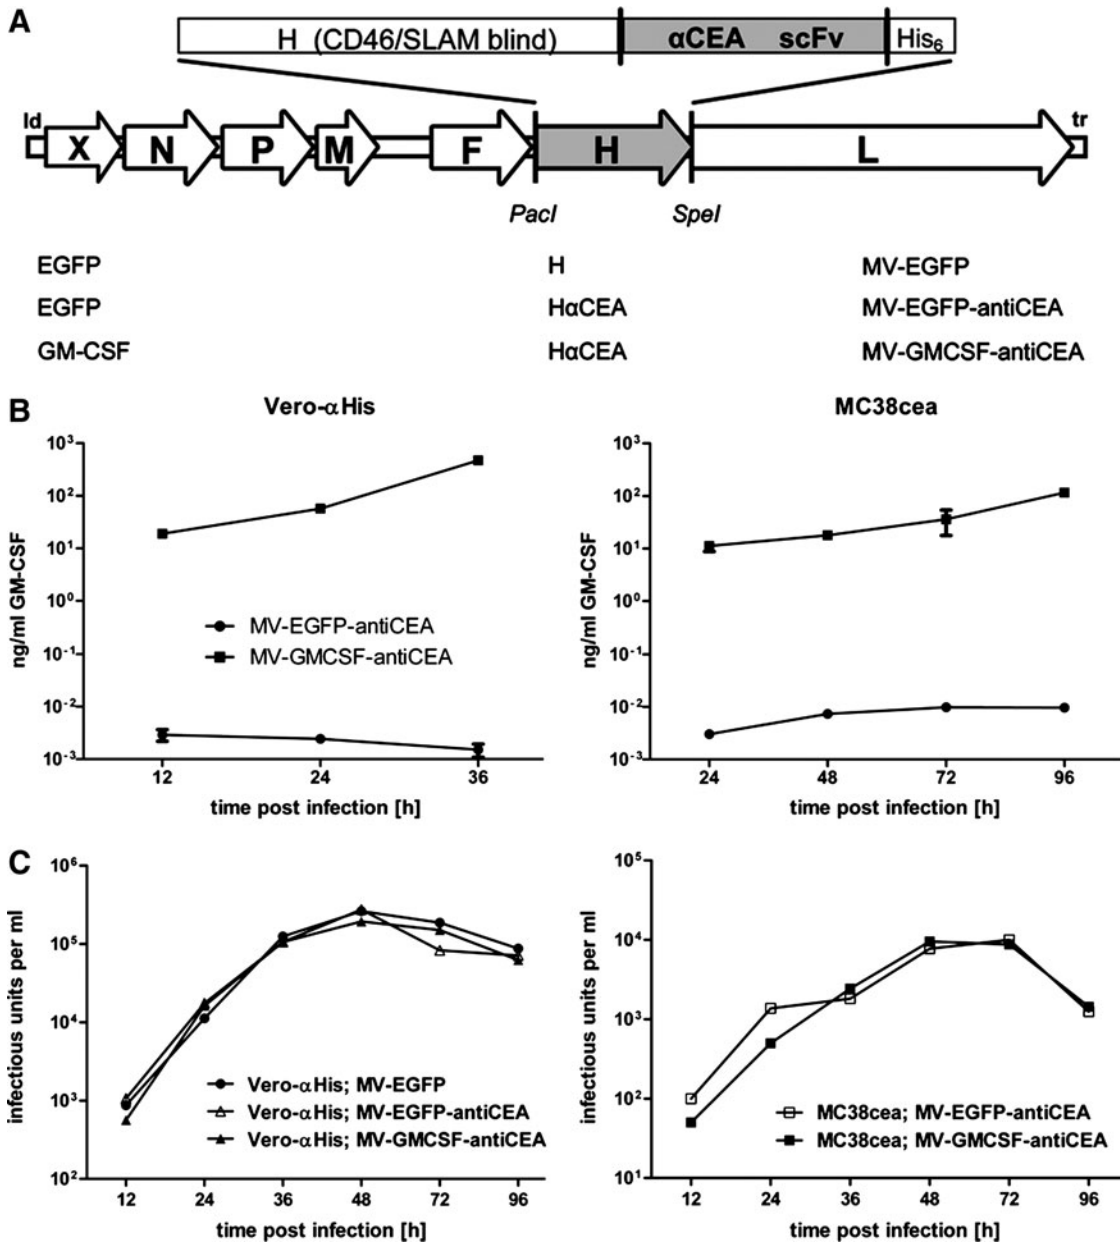 A
H (CD46/SLAM blind) αCEA scFv His₆
ld tr
X N P M F H L
PacI SpeI
EGFP H MV-EGFP
EGFP HαCEA MV-EGFP-antiCEA
GM-CSF HαCEA MV-GMCSF-antiCEA
B
Vero-αHis
ng/ml GM-CSF
10³
10²
10¹
10⁰
10⁻¹
10⁻²
10⁻³
MV-EGFP-antiCEA
MV-GMCSF-antiCEA
12 24 36
time post infection [h]
MC38cea
ng/ml GM-CSF
10³
10²
10¹
10⁰
10⁻¹
10⁻²
10⁻³
24 48 72 96
time post infection [h]
C
infectious units per ml
10⁶
10⁵
10⁴
10³
10²
Vero-αHis; MV-EGFP
Vero-αHis; MV-EGFP-antiCEA
Vero-αHis; MV-GMCSF-antiCEA
12 24 36 48 72 96
time post infection [h]
infectious units per ml
10⁵
10⁴
10³
10²
10¹
MC38cea; MV-EGFP-antiCEA
MC38cea; MV-GMCSF-antiCEA
12 24 36 48 72 96
time post infection [h]